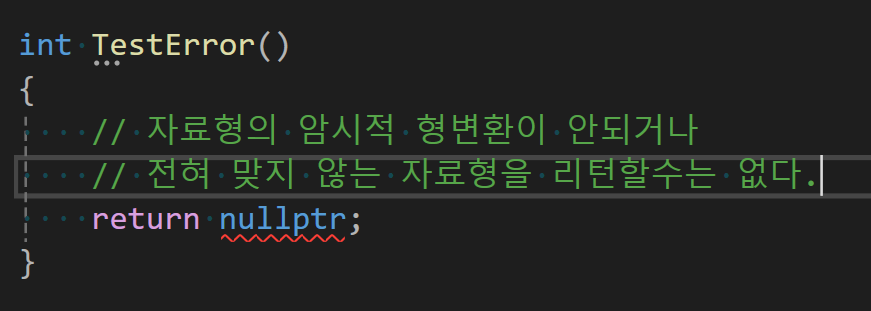 int TestError()
{
// 자료형의 암시적 형변환이 안되거나
// 전혀 맞지 않는 자료형을 리턴할수는 없다.
return nullptr;
}